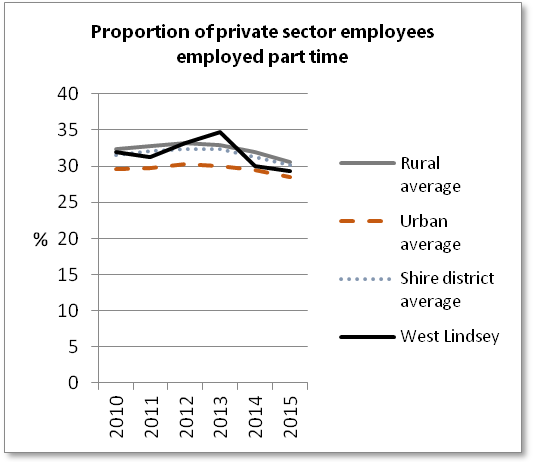 Proportion of private sector employees
employed part time
40
35
30
25
20
15
10
5
0
%
2010
2011
2012
2013
2014
2015
Rural
average
Urban
average
Shire district
average
West Lindsey